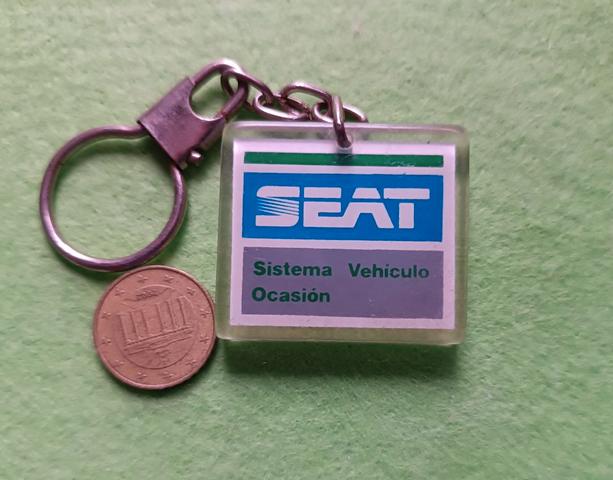 SEAT
Sistema Vehículo
Ocasión